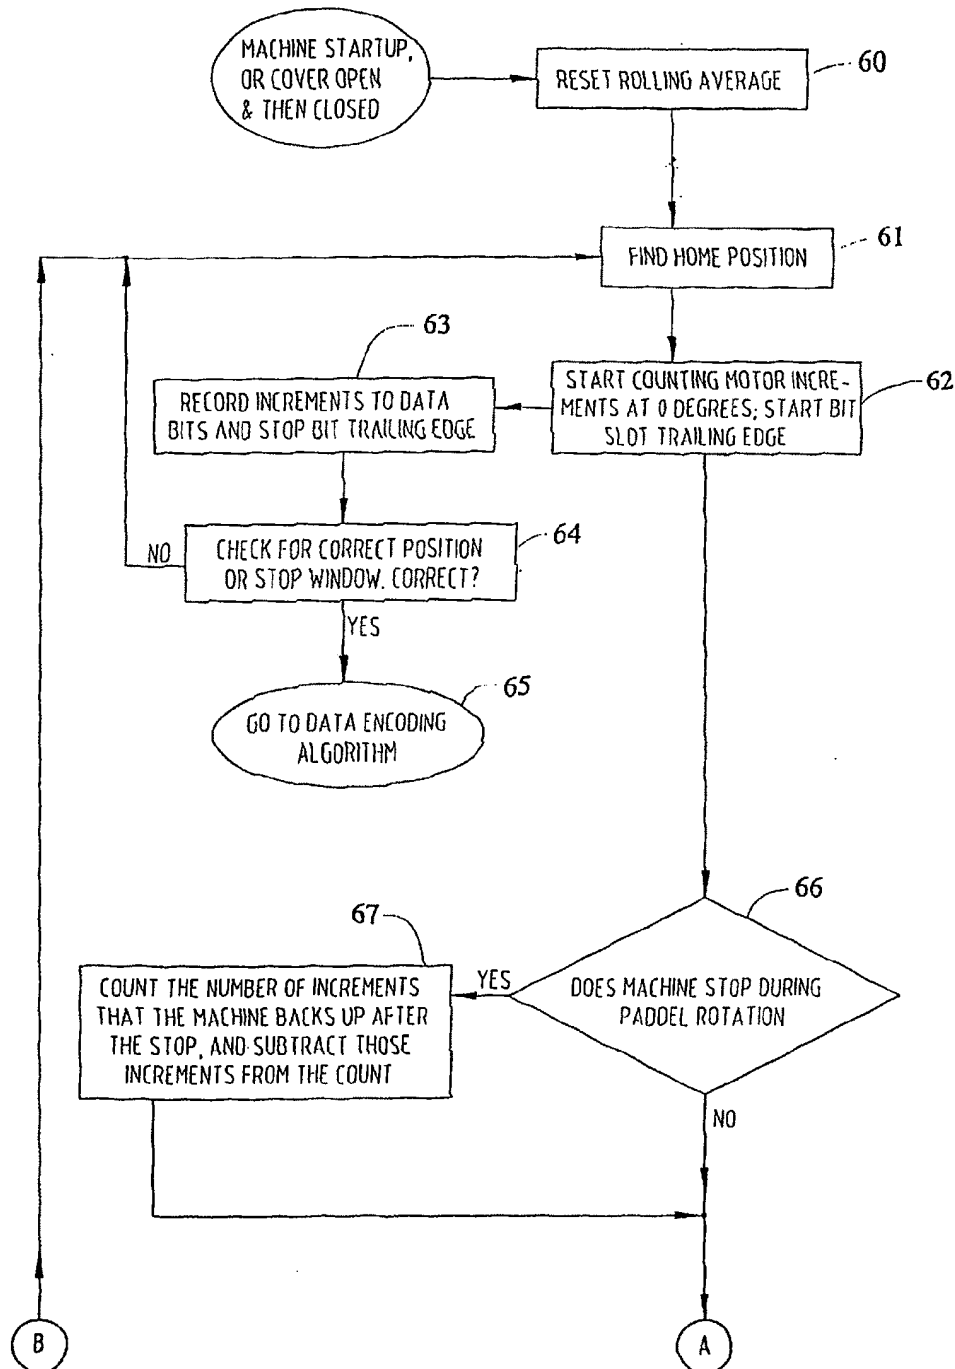 MACHINE STARTUP,
OR COVER OPEN
& THEN CLOSED
RESET ROLLING AVERAGE
60
FIND HOME POSITION
61
START COUNTING MOTOR INCRE-
MENTS AT 0 DEGREES; START BIT
SLOT TRAILING EDGE
62
63
RECORD INCREMENTS TO DATA
BITS AND STOP BIT TRAILING EDGE
64
CHECK FOR CORRECT POSITION
OR STOP WINDOW. CORRECT?
NO
YES
65
GO TO DATA ENCODING
ALGORITHM
66
DOES MACHINE STOP DURING
PADDEL ROTATION
YES
67
COUNT THE NUMBER OF INCREMENTS
THAT THE MACHINE BACKS UP AFTER
THE STOP, AND SUBTRACT THOSE
INCREMENTS FROM THE COUNT
NO
B
A